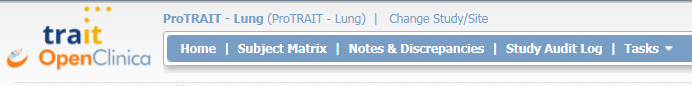 trait
OpenClinica
ProTRAIT - Lung (ProTRAIT - Lung) | Change Study/Site
Home | Subject Matrix | Notes & Discrepancies | Study Audit Log | Tasks